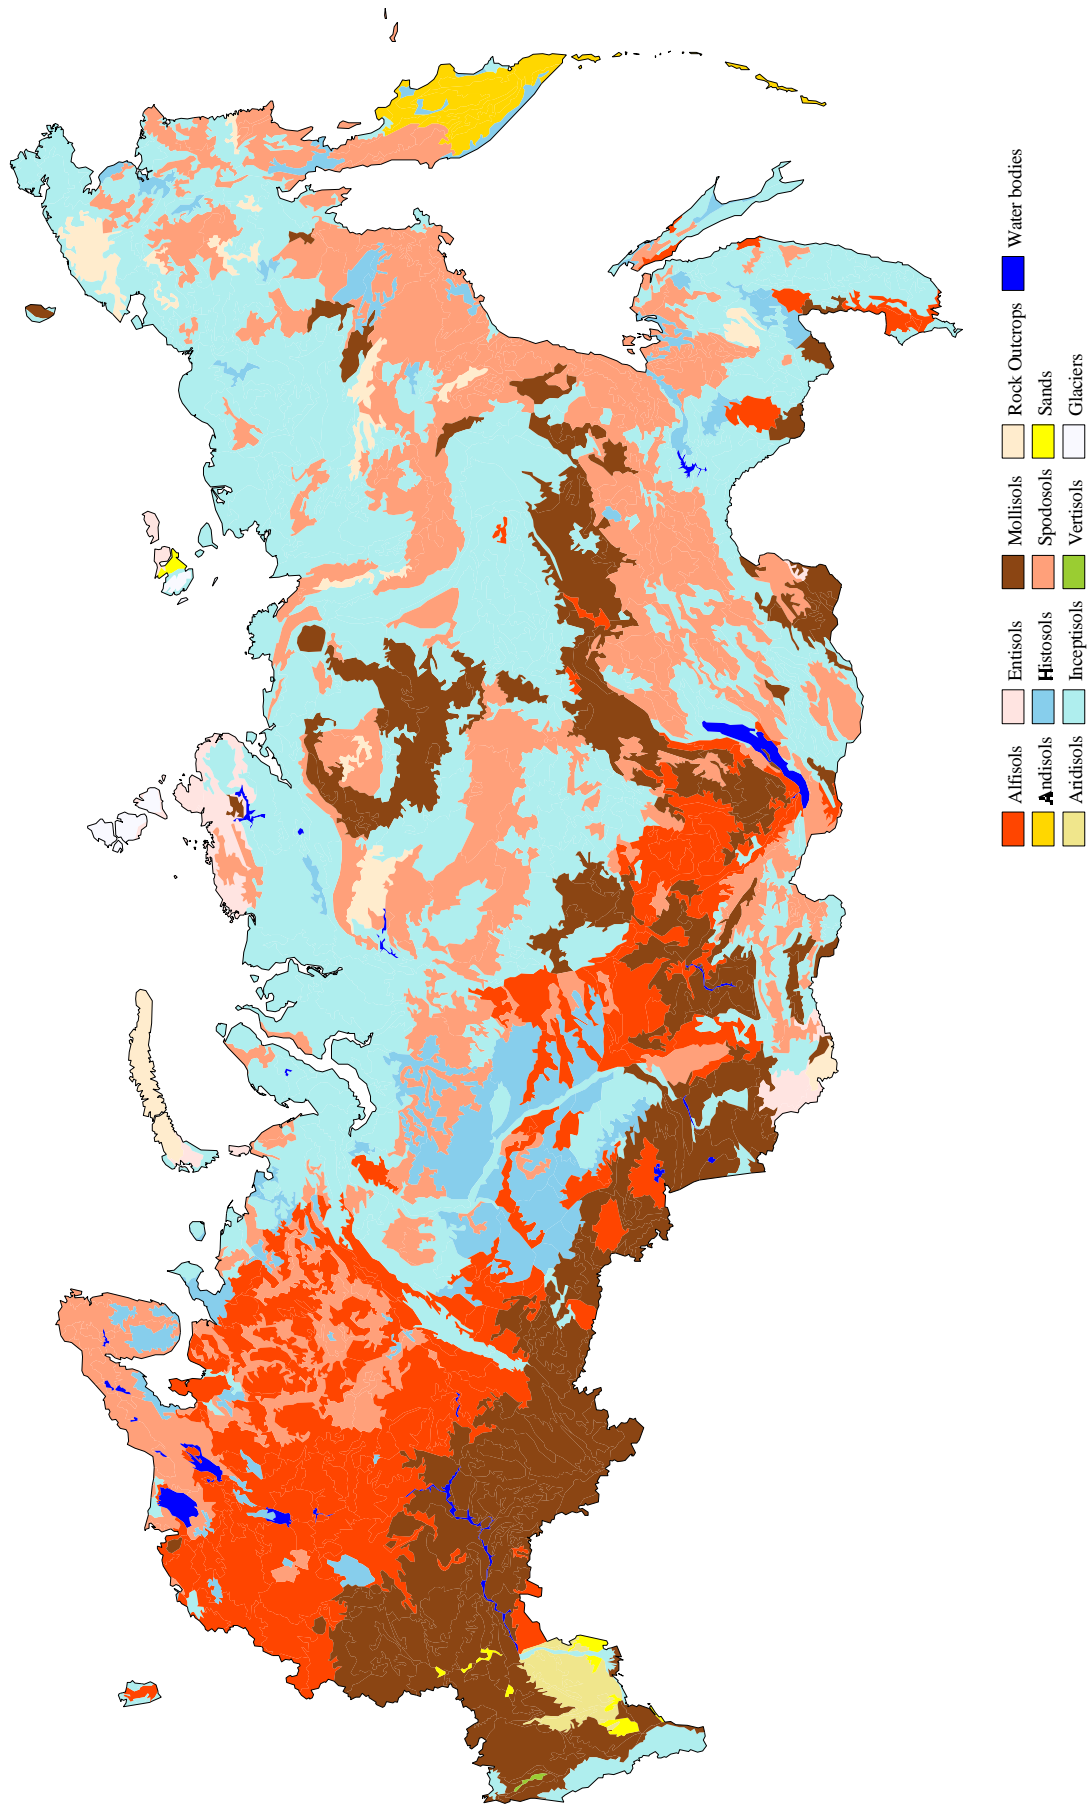 Alfisols
Entisols
Mollisols
Rock Outcrops
Water bodies
Andisols
Histosols
Spodosols
Sands
Aridisols
Inceptisols
Vertisols
Glaciers